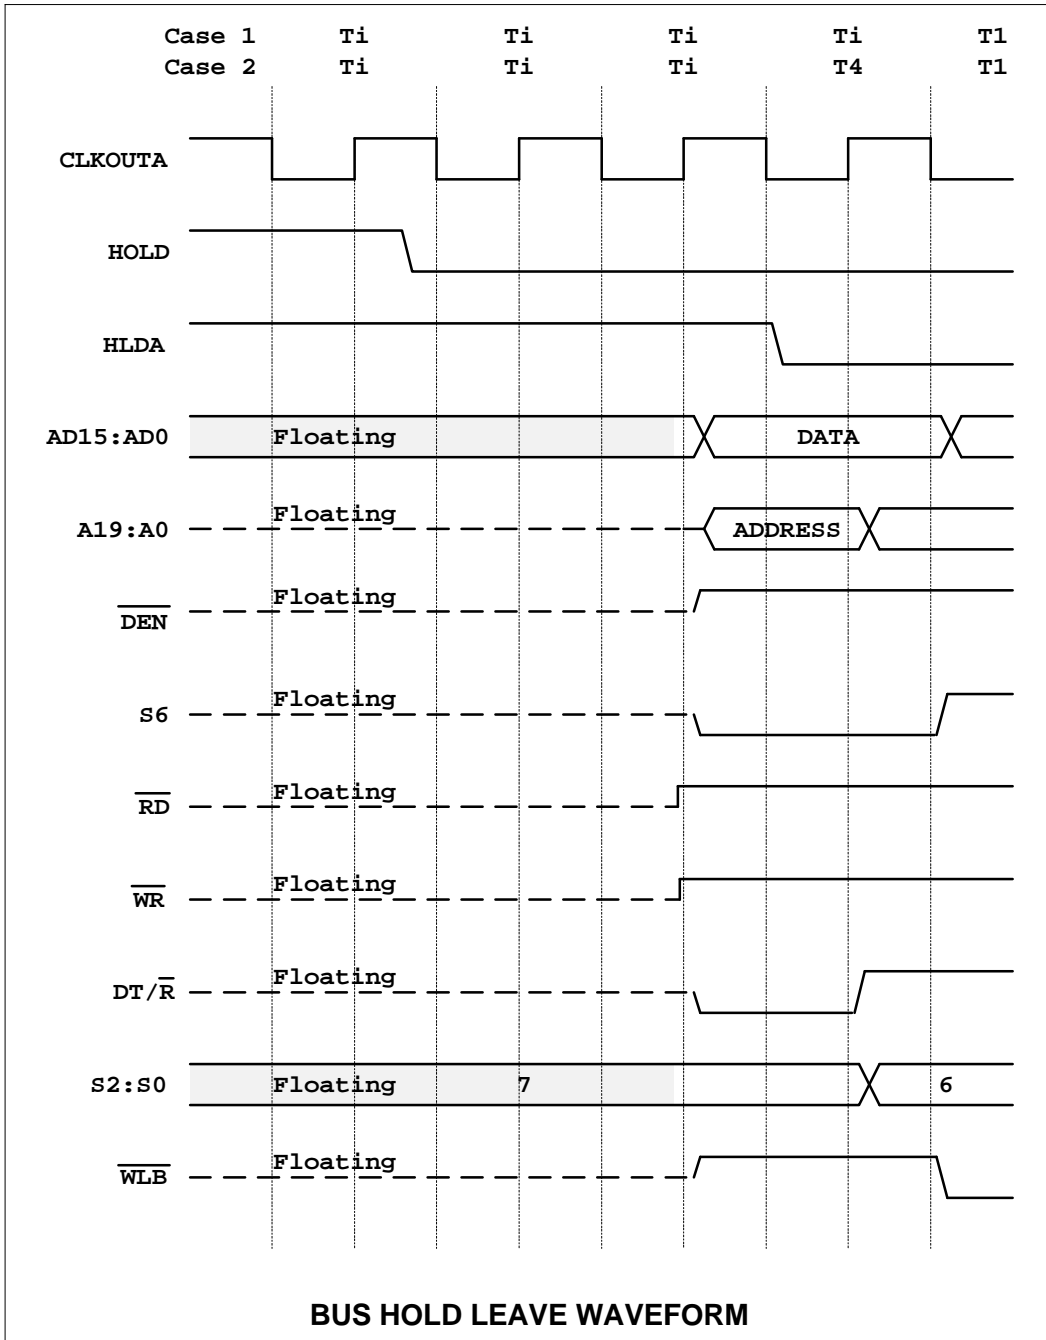 Case 1 Ti Ti Ti Ti T1
Case 2 Ti Ti Ti T4 T1
CLKOUTA
HOLD
HLDA
AD15:AD0 Floating DATA
A19:A0 Floating ADDRESS
DEN Floating
S6 Floating
RD Floating
WR Floating
DT/R Floating
S2:S0 Floating 7 6
WLB Floating
BUS HOLD LEAVE WAVEFORM